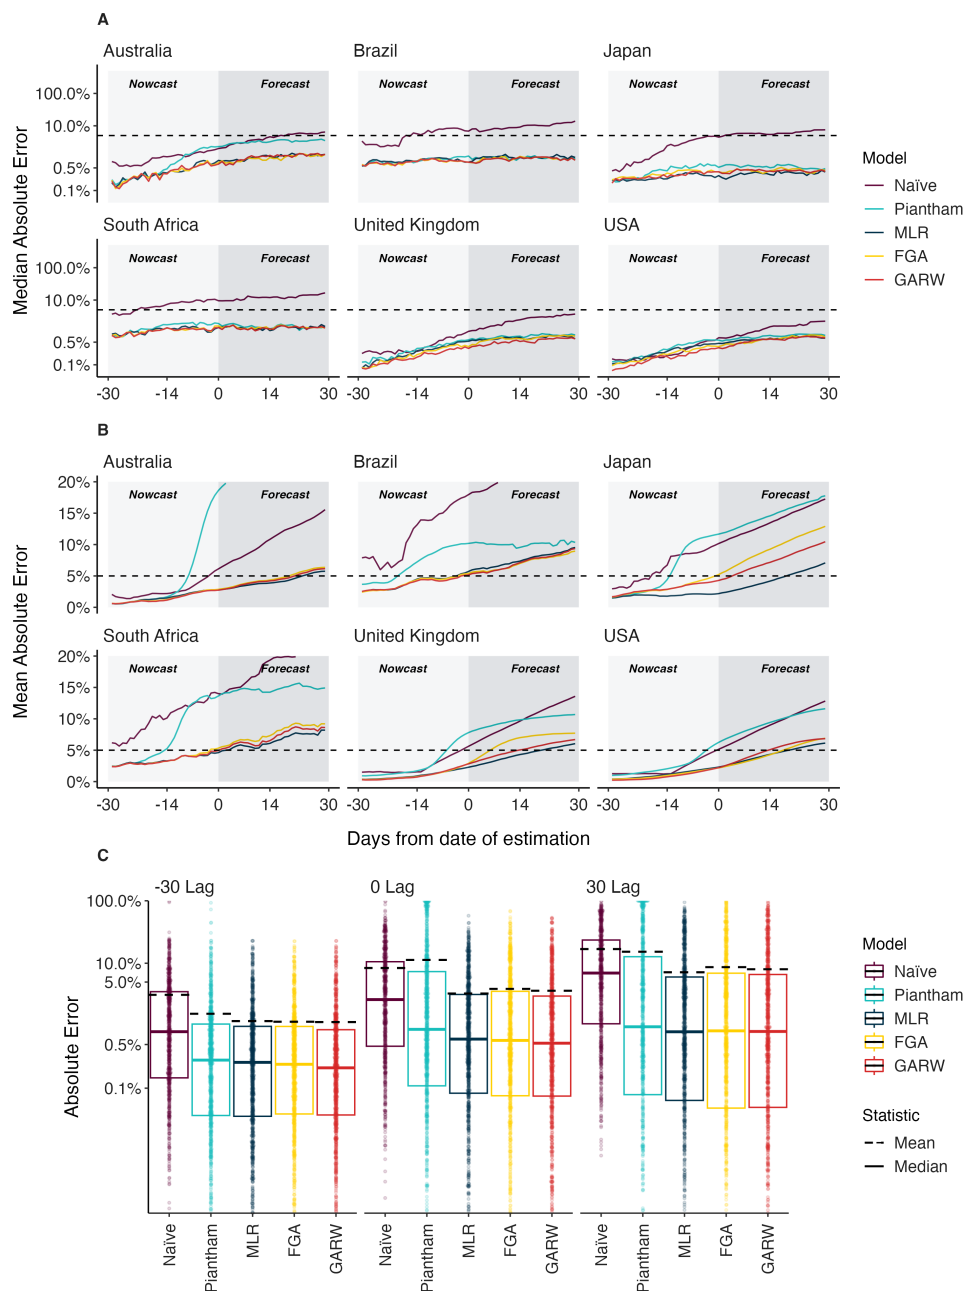 A
Australia
Brazil
Japan
Nowcast
Forecast
Nowcast
Forecast
Nowcast
Forecast
100.0%
10.0%
0.5%
0.1%
South Africa
United Kingdom
USA
Nowcast
Forecast
Nowcast
Forecast
Nowcast
Forecast
100.0%
10.0%
0.5%
0.1%
Median Absolute Error
-30
-14
0
14
30
-14
0
14
30
-14
0
14
30
Model
Naïve
Piantham
MLR
FGA
GARW
B
Australia
Brazil
Japan
Nowcast
Forecast
Nowcast
Forecast
Nowcast
Forecast
20%
15%
10%
5%
0%
South Africa
United Kingdom
USA
Nowcast
Forecast
Nowcast
Forecast
Nowcast
Forecast
20%
15%
10%
5%
0%
Mean Absolute Error
-30
-14
0
14
30
-14
0
14
30
-14
0
14
30
Days from date of estimation
C
-30 Lag
0 Lag
30 Lag
100.0%
10.0%
5.0%
0.5%
0.1%
Absolute Error
Naïve
Piantham
MLR
FGA
GARW
Naïve
Piantham
MLR
FGA
GARW
Naïve
Piantham
MLR
FGA
GARW
Model
Naïve
Piantham
MLR
FGA
GARW
Statistic
Mean
Median